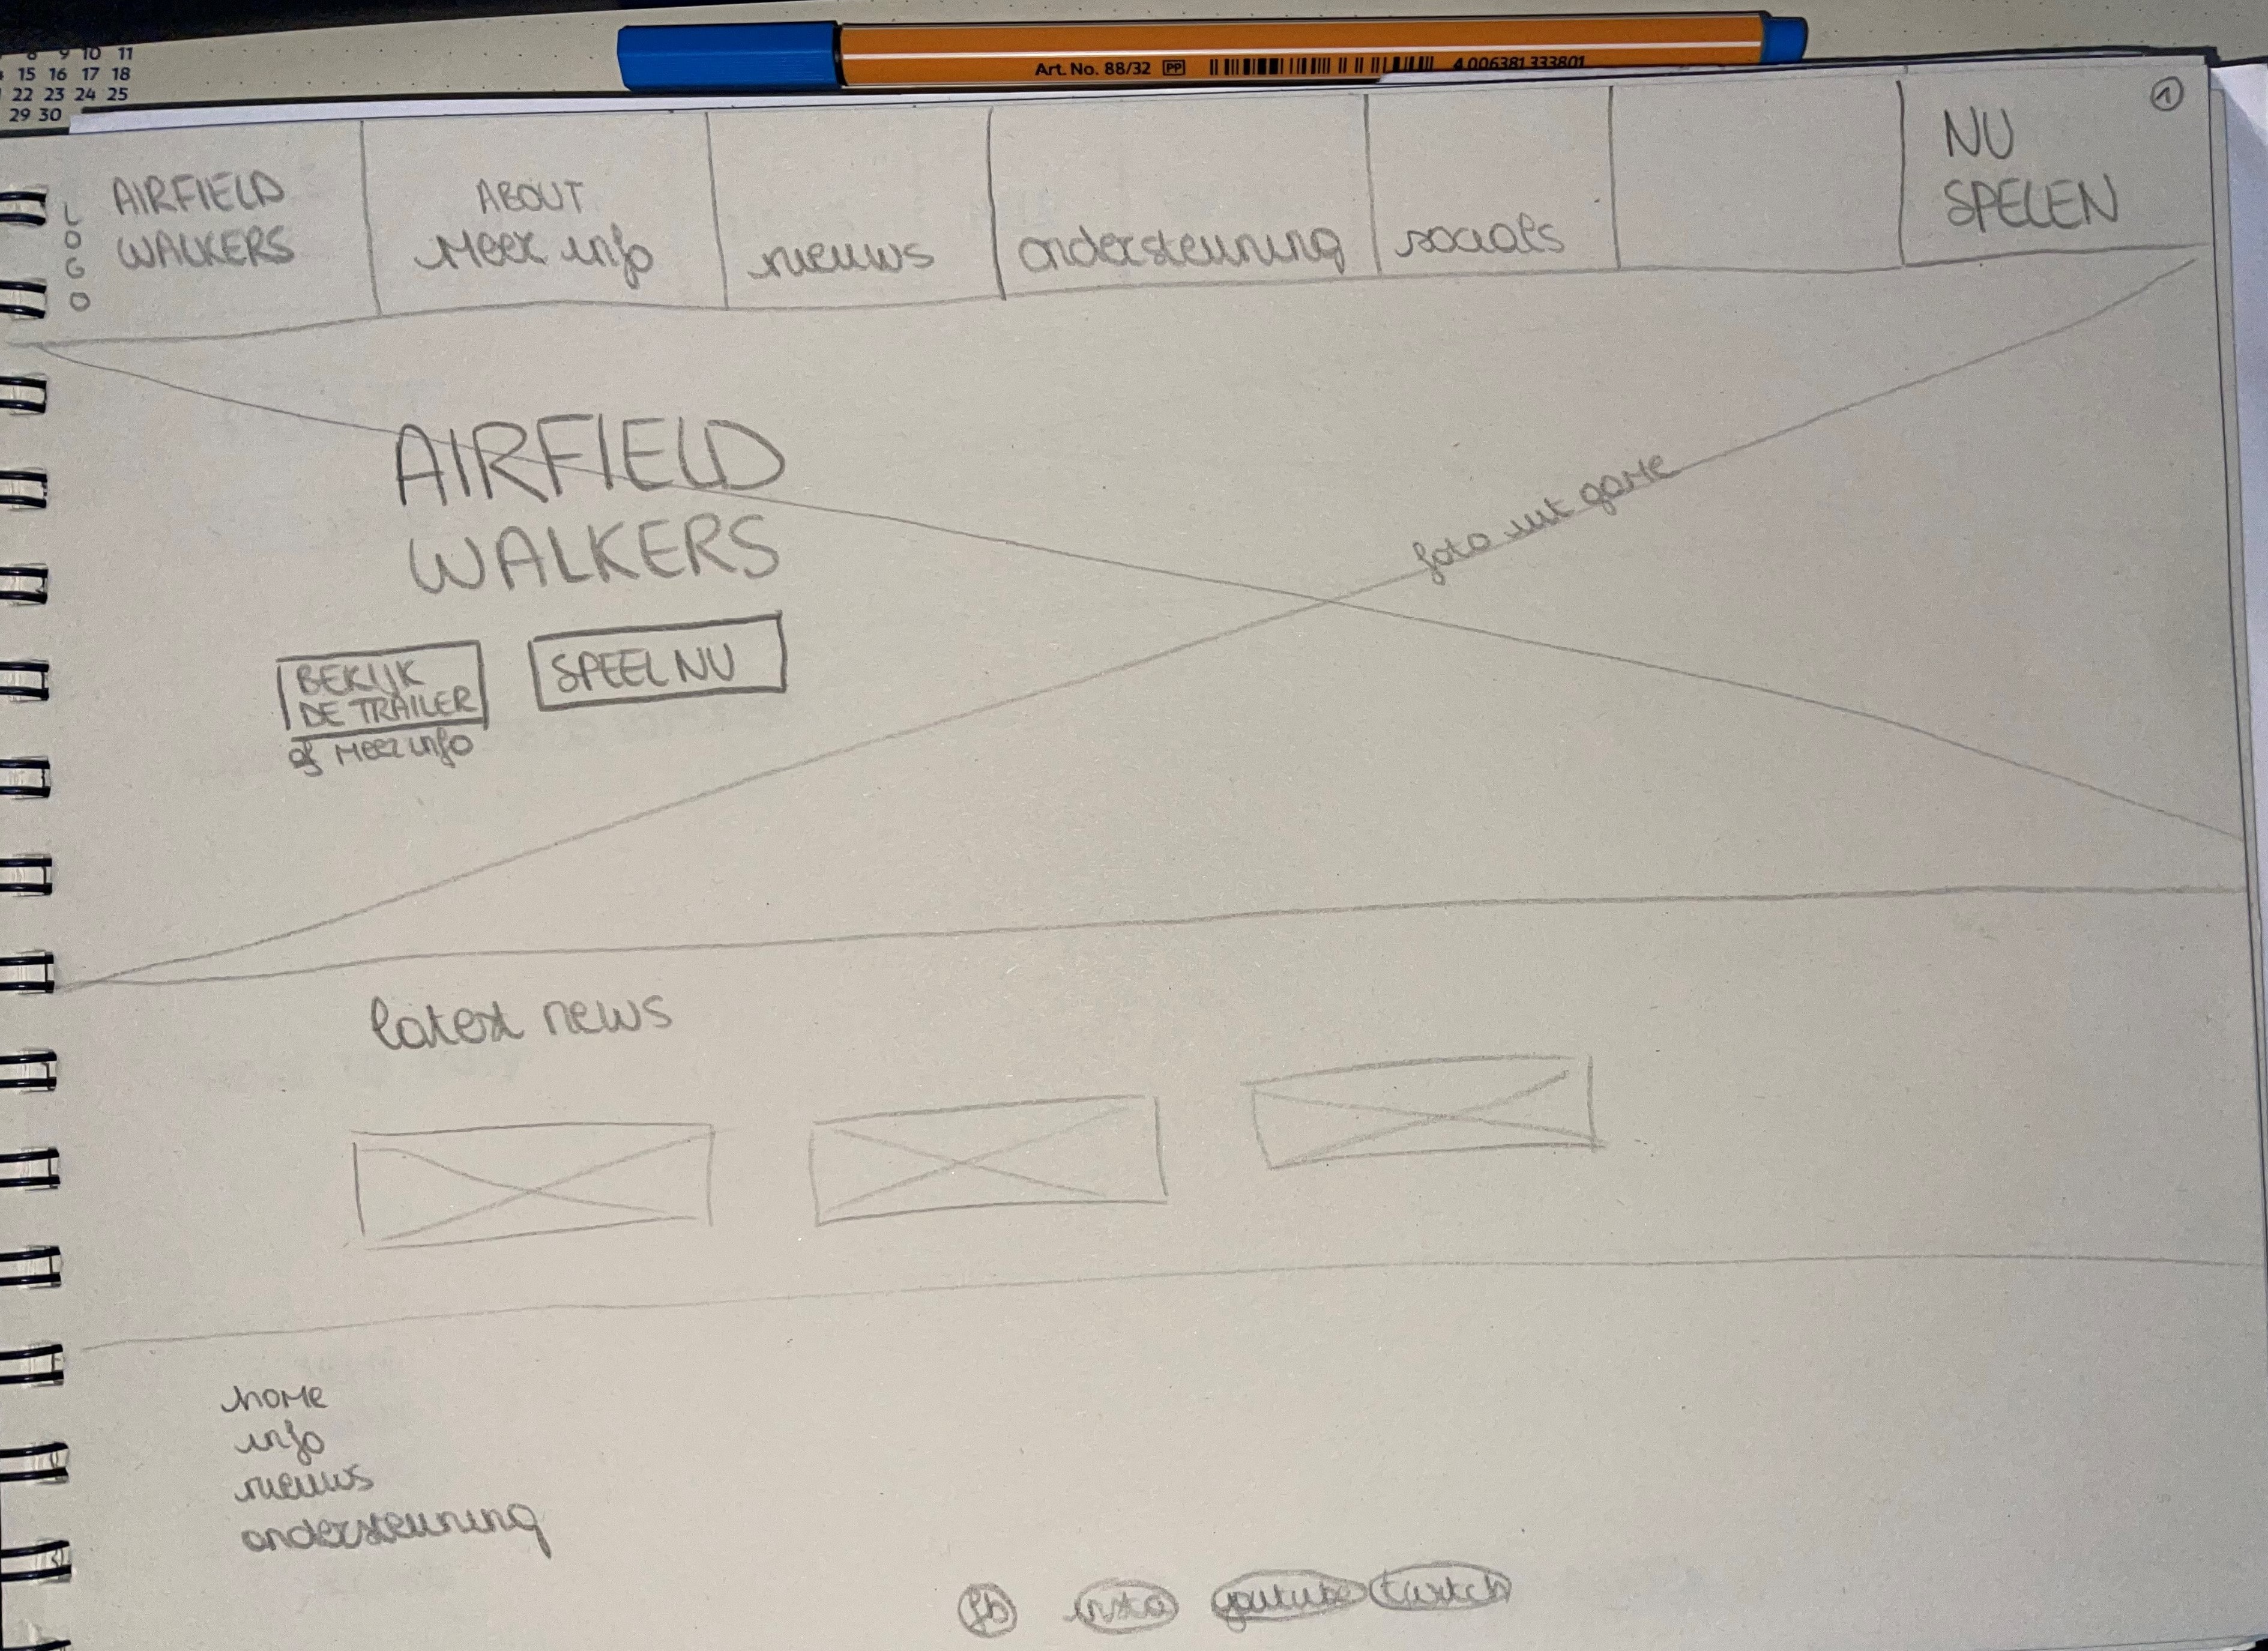 8 9 10 11
15 16 17 18
22 23 24 25
29 30
Art. No. 88/32 PP 4 006381 333801
1
LOGO
AIRFIELD
WALKERS
ABOUT
Meer info
nieuws
ondersteuning
socials
NU
SPELEN
AIRFIELD
WALKERS
foto uit game
BEKIJK
DE TRAILER
of Meer info
SPEEL NU
latest news
home
info
nieuws
ondersteuning
fb insta youtube twitch